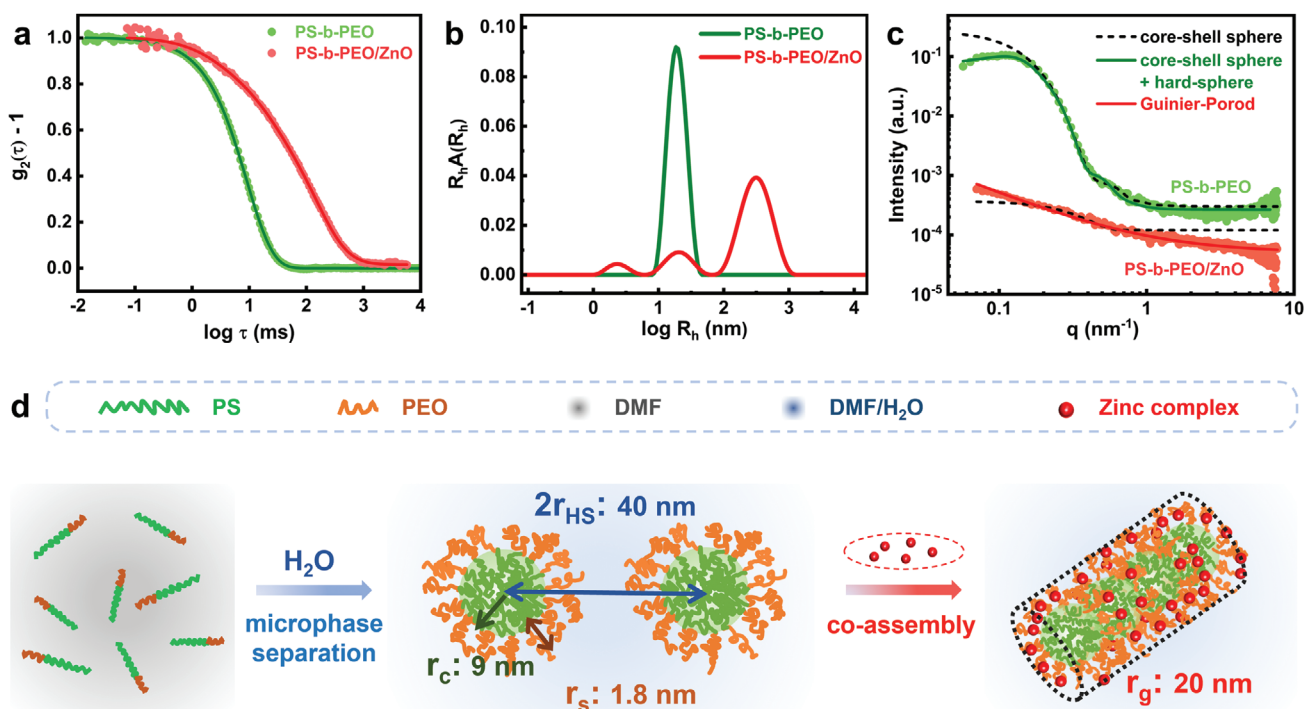 a
PS-b-PEO
PS-b-PEO/ZnO
g₂(τ) - 1
1.0
0.8
0.6
0.4
0.2
0.0
-2
-1
0
1
2
3
4
log τ (ms)
b
PS-b-PEO
PS-b-PEO/ZnO
RₕA(Rₕ)
0.10
0.08
0.06
0.04
0.02
0.00
-1
0
1
2
3
4
log Rₕ (nm)
c
core-shell sphere
core-shell sphere
+ hard-sphere
Guinier-Porod
Intensity (a.u.)
10⁻¹
10⁻²
10⁻³
10⁻⁴
10⁻⁵
PS-b-PEO
PS-b-PEO/ZnO
0.1
1
10
q (nm⁻¹)
d
PS
PEO
DMF
DMF/H₂O
Zinc complex
H₂O
microphase
separation
2r_HS: 40 nm
r_c: 9 nm
r_s: 1.8 nm
co-assembly
r_g: 20 nm